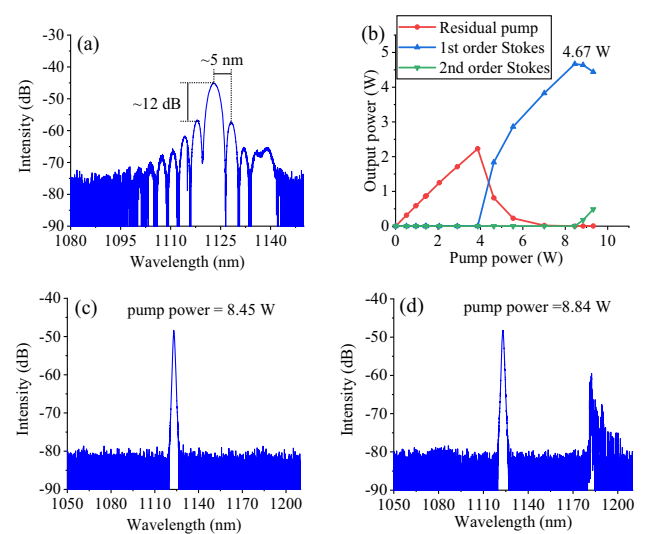 (a)
~5 nm
~12 dB
Intensity (dB)
-30
-40
-50
-60
-70
-80
-90
1080 1095 1110 1125 1140
Wavelength (nm)
(b)
Residual pump
1st order Stokes
2nd order Stokes
4.67 W
Output power (W)
5
4
3
2
1
0
0 2 4 6 8 10
Pump power (W)
(c)
pump power = 8.45 W
Intensity (dB)
-40
-50
-60
-70
-80
-90
1050 1080 1110 1140 1170 1200
Wavelength (nm)
(d)
pump power =8.84 W
Intensity (dB)
-40
-50
-60
-70
-80
-90
1050 1080 1110 1140 1170 1200
Wavelength (nm)